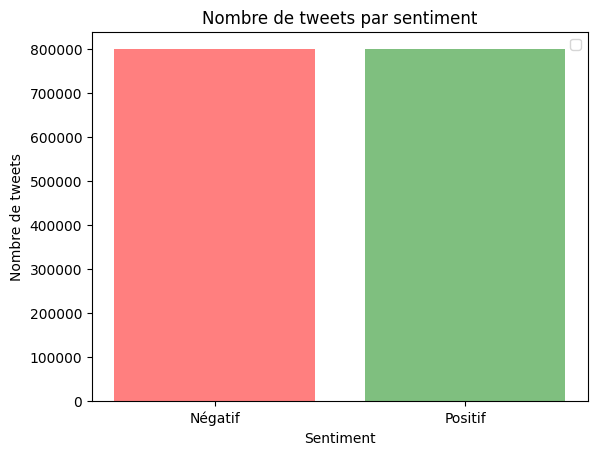 Nombre de tweets par sentiment
Nombre de tweets
800000
700000
600000
500000
400000
300000
200000
100000
0
Négatif
Positif
Sentiment